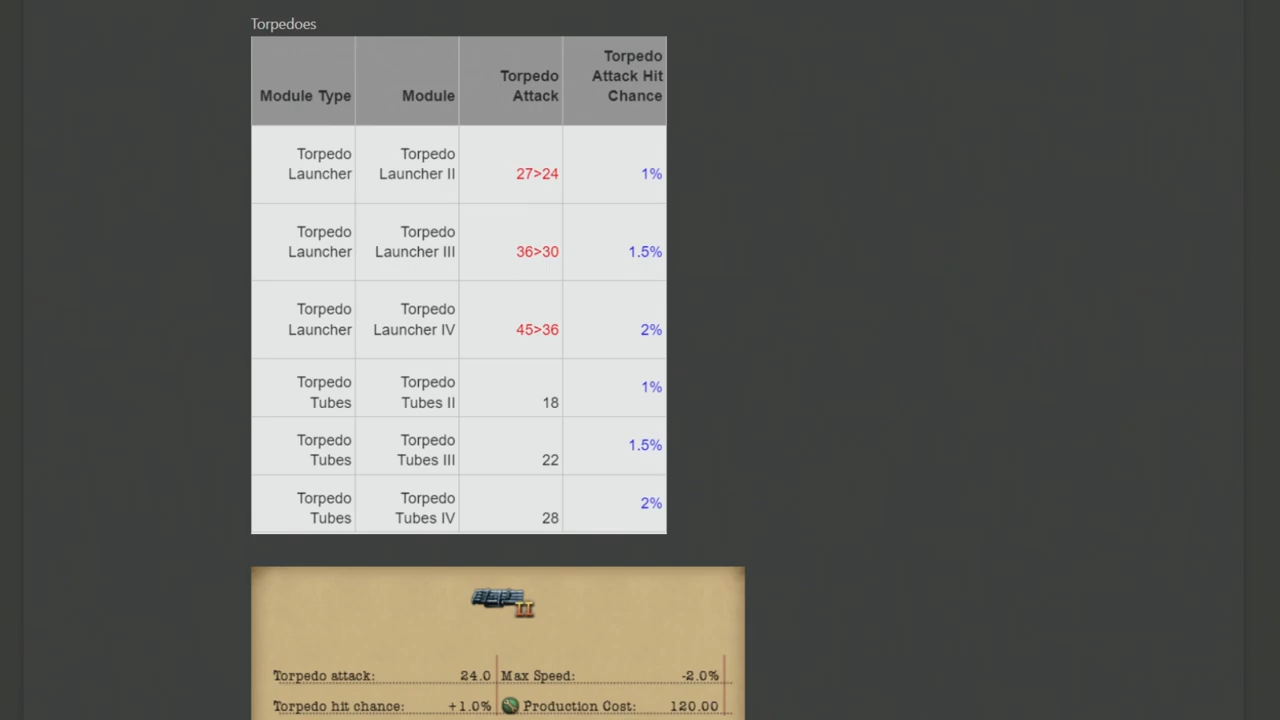 Torpedoes
Module Type Module Torpedo Attack Torpedo Attack Hit Chance
Torpedo Launcher Torpedo Launcher II 27>24 1%
Torpedo Launcher Torpedo Launcher III 36>30 1.5%
Torpedo Launcher Torpedo Launcher IV 45>36 2%
Torpedo Tubes Torpedo Tubes II 18 1%
Torpedo Tubes Torpedo Tubes III 22 1.5%
Torpedo Tubes Torpedo Tubes IV 28 2%
II
Torpedo attack: 24.0 Max Speed: -2.0%
Torpedo hit chance: +1.0% Production Cost: 120.00